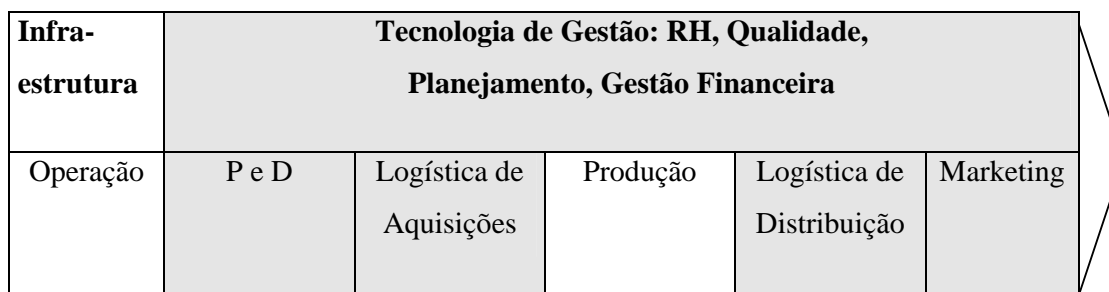 Infra-
estrutura
Tecnologia de Gestão: RH, Qualidade,
Planejamento, Gestão Financeira
Operação
P e D
Logística de
Aquisições
Produção
Logística de
Distribuição
Marketing